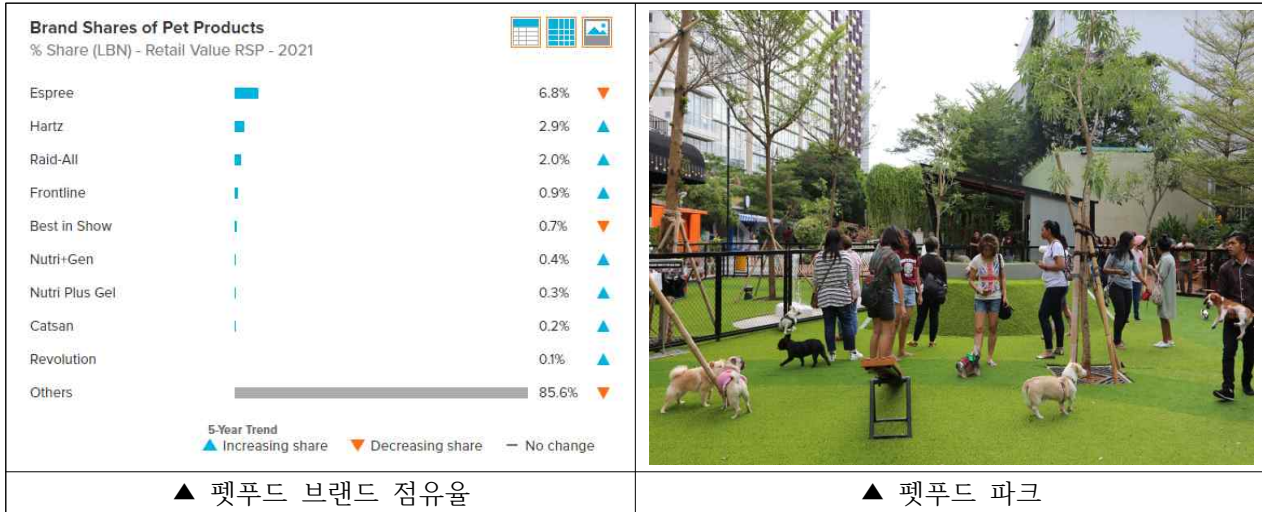 Brand Shares of Pet Products
% Share (LBN) - Retail Value RSP - 2021
Espree 6.8% ▼
Hartz 2.9% ▲
Raid-All 2.0% ▲
Frontline 0.9% ▲
Best in Show 0.7% ▼
Nutri+Gen 0.4% ▲
Nutri Plus Gel 0.3% ▲
Catsan 0.2% ▲
Revolution 0.1% ▲
Others 85.6% ▼
5-Year Trend
▲ Increasing share ▼ Decreasing share — No change
▲ 펫푸드 브랜드 점유율
▲ 펫푸드 파크